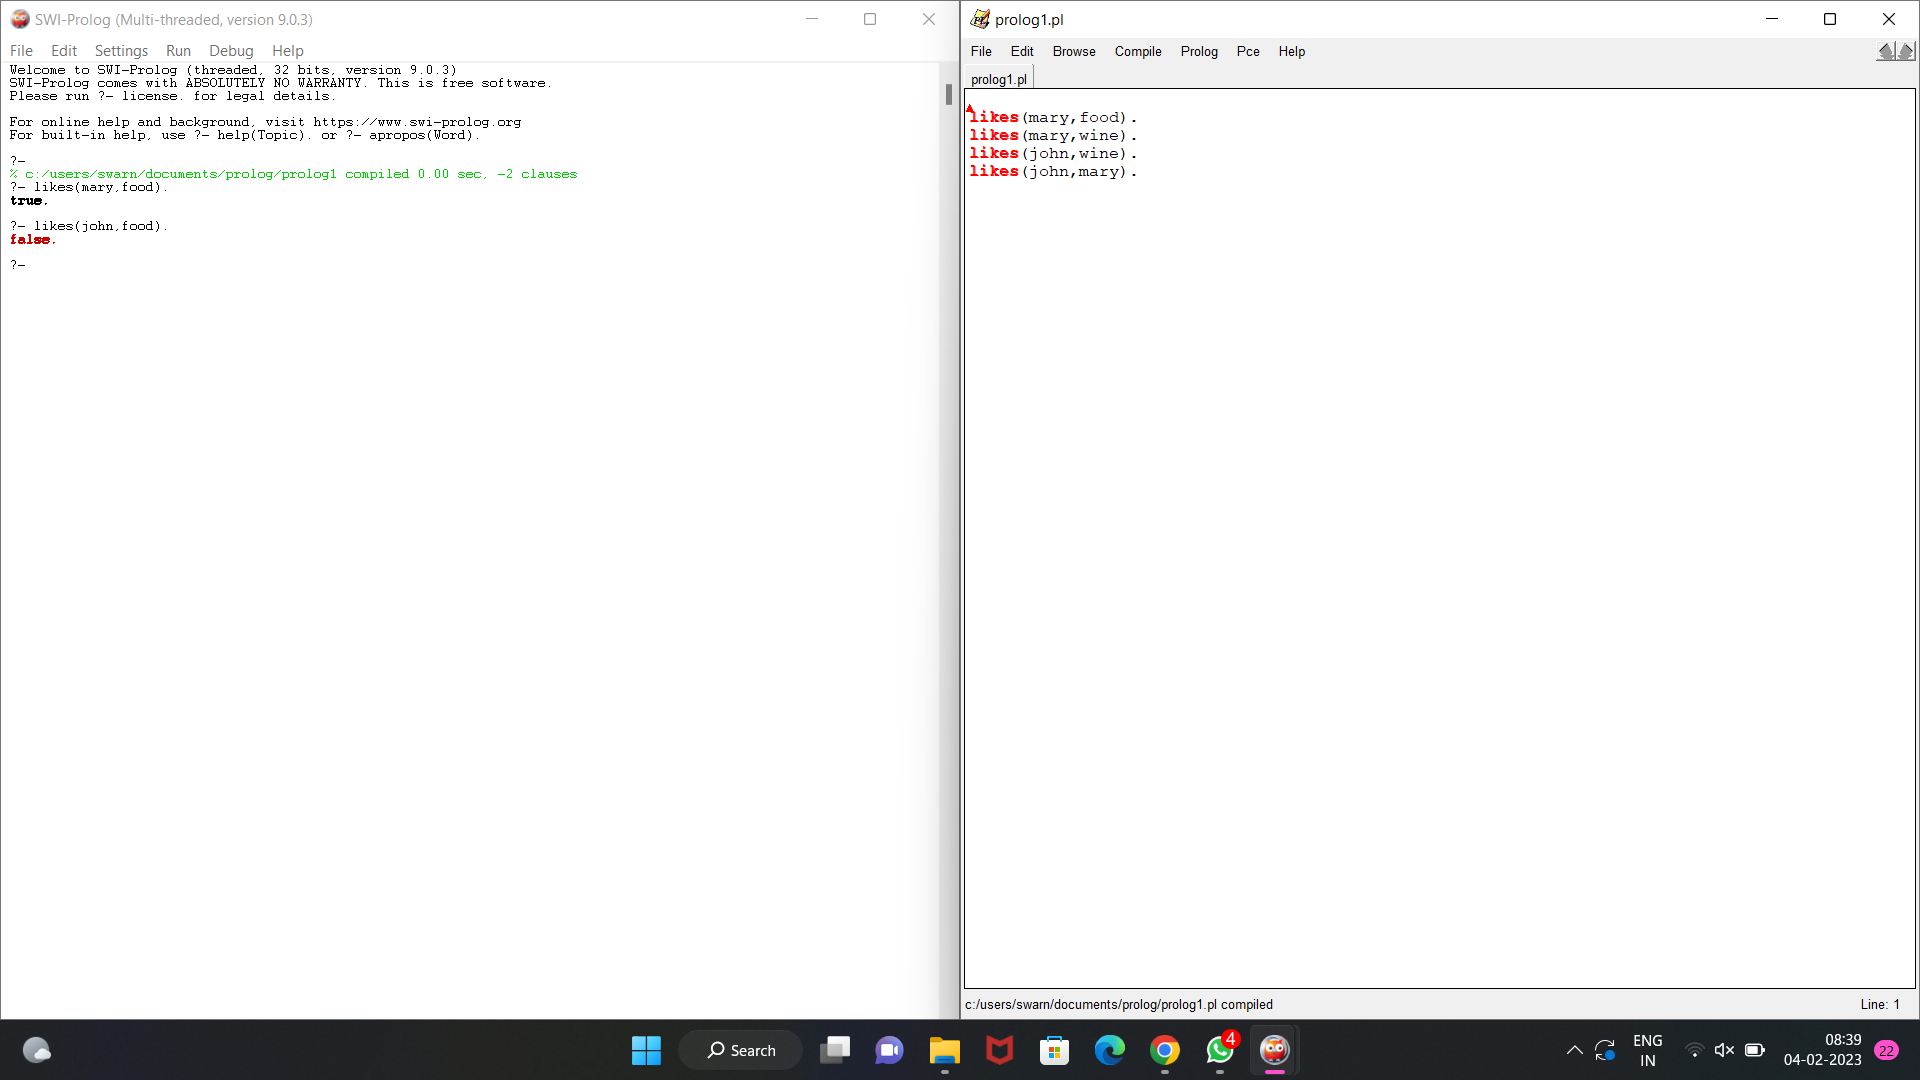 SWI-Prolog (Multi-threaded, version 9.0.3)
File Edit Settings Run Debug Help
Welcome to SWI-Prolog (threaded, 32 bits, version 9.0.3)
SWI-Prolog comes with ABSOLUTELY NO WARRANTY. This is free software.
Please run ?- license. for legal details.
For online help and background, visit https://www.swi-prolog.org
For built-in help, use ?- help(Topic). or ?- apropos(Word).
?-
% c:/users/swarn/documents/prolog/prolog1 compiled 0.00 sec, -2 clauses
?- likes(mary,food).
true.
?- likes(john,food).
false.
?-
prolog1.pl
File Edit Browse Compile Prolog Pce Help
prolog1.pl
likes(mary,food).
likes(mary,wine).
likes(john,wine).
likes(john,mary).
c:/users/swarn/documents/prolog/prolog1.pl compiled
Line: 1
Search
4
ENG
IN
08:39
04-02-2023
22